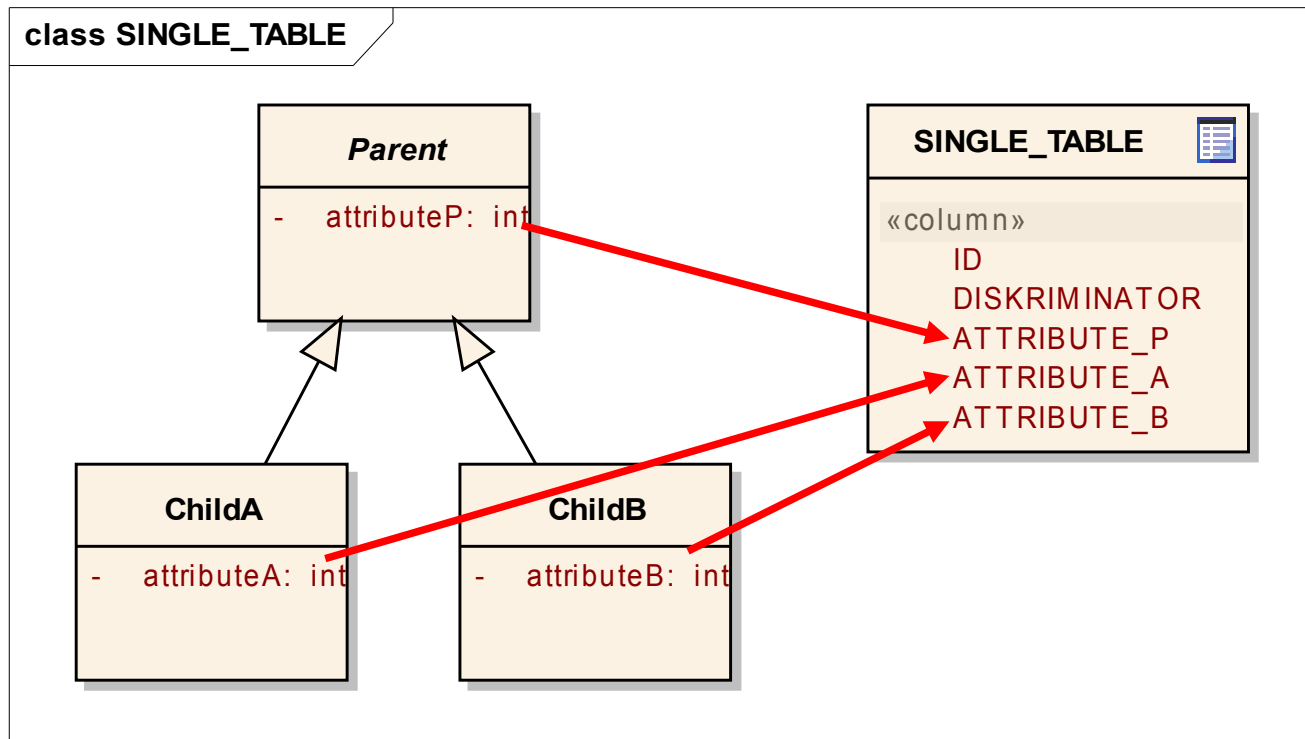 class SINGLE_TABLE
Parent
- attributeP: int
ChildA
- attributeA: int
ChildB
- attributeB: int
SINGLE_TABLE
«column»
ID
DISKRIMINATOR
ATTRIBUTE_P
ATTRIBUTE_A
ATTRIBUTE_B